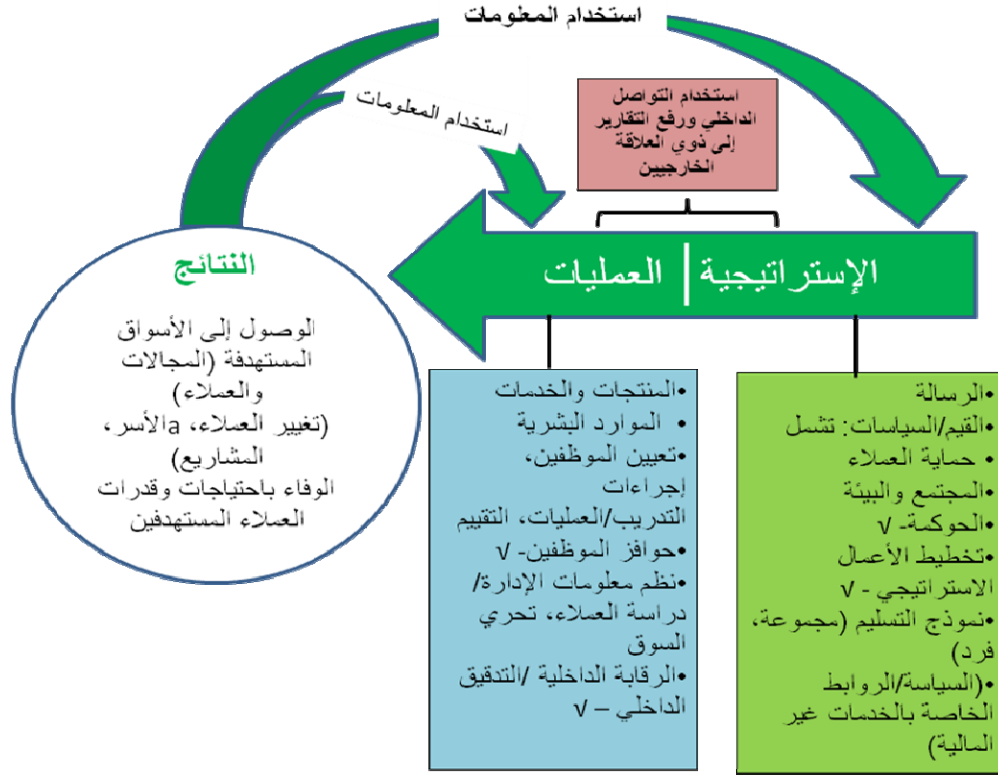 استخدام المعلومات
استخدام المعلومات
استخدام التواصل
الداخلي ورفع التقارير
إلى ذوي العلاقة
الخارجيين
الإستراتيجية | العمليات
النتائج
الوصول إلى الأسواق
المستهدفة (المجالات
والعملاء)
(تغيير العملاء، aالأسر،
المشاريع)
الوفاء باحتياجات وقدرات
العملاء المستهدفين
•الرسالة
•القيم/السياسات: تشمل
• حماية العملاء
•المجتمع والبيئة
•الحوكمة- √
•تخطيط الأعمال
الاستراتيجي - √
•نموذج التسليم (مجموعة،
فرد)
•(السياسة/الروابط
الخاصة بالخدمات غير
المالية)
•المنتجات والخدمات
• الموارد البشرية
•تعيين الموظفين،
إجراءات
التدريب/العمليات، التقييم
•حوافز الموظفين- √
•نظم معلومات الإدارة/
دراسة العملاء، تحري
السوق
•الرقابة الداخلية /التدقيق
الداخلي – √